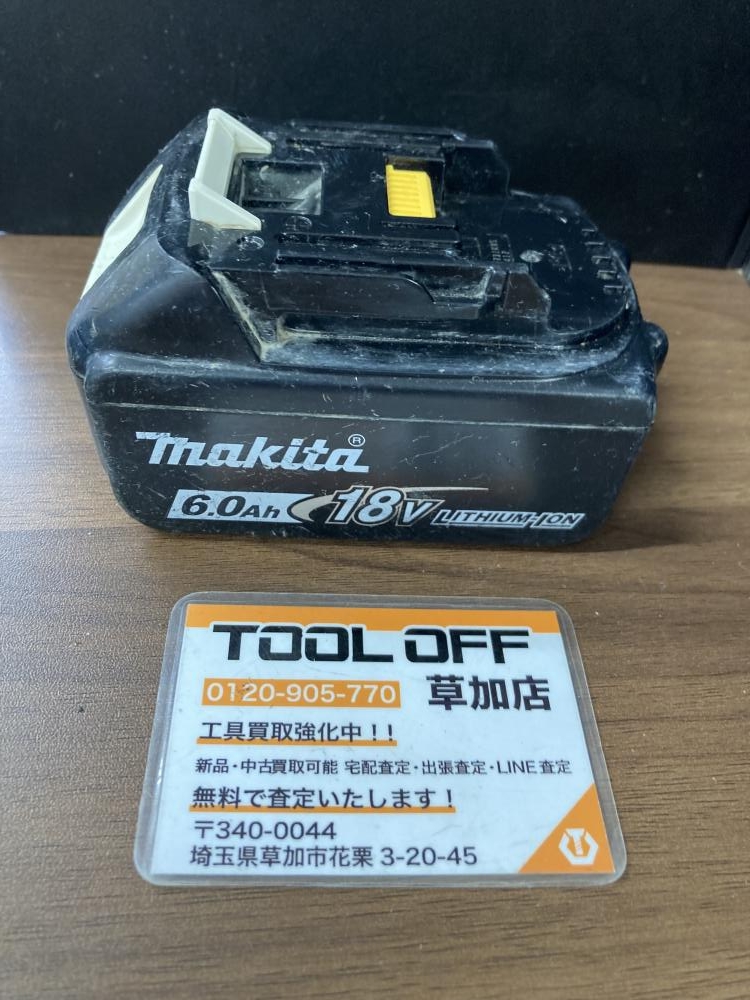 makita®
6.0Ah 18V LITHIUM-ION
TOOL OFF
0120-905-770 草加店
工具買取強化中!!
新品・中古買取可能 宅配査定・出張査定・LINE査定
無料で査定いたします!
〒340-0044
埼玉県草加市花栗 3-20-45